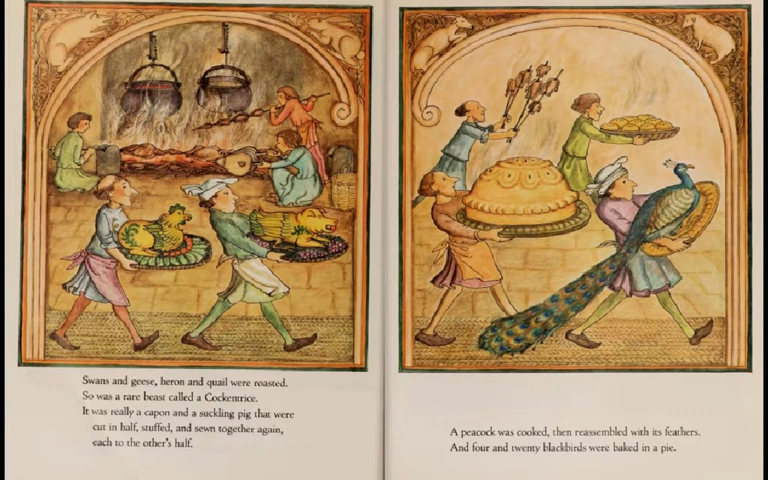 Swans and geese, heron and quail were roasted.
So was a rare beast called a Cockentrice.
It was really a capon and a suckling pig that were
cut in half, stuffed, and sewn together again,
each to the other's half.
A peacock was cooked, then reassembled with its feathers.
And four and twenty blackbirds were baked in a pie.